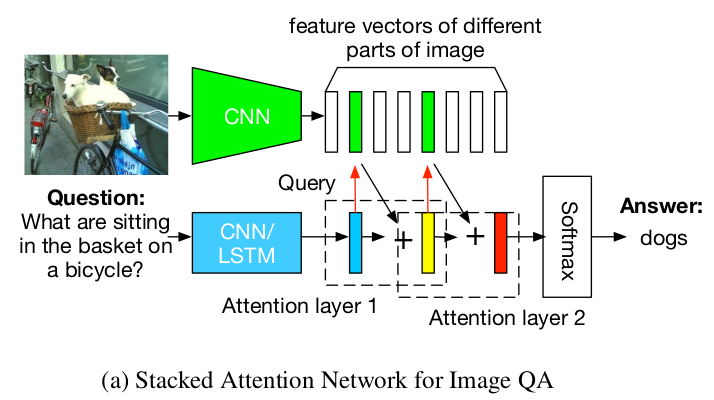 feature vectors of different
parts of image
CNN
Query
Question:
What are sitting
in the basket on
a bicycle?
CNN/
LSTM
+
+
Softmax
Answer:
dogs
Attention layer 1
Attention layer 2
(a) Stacked Attention Network for Image QA